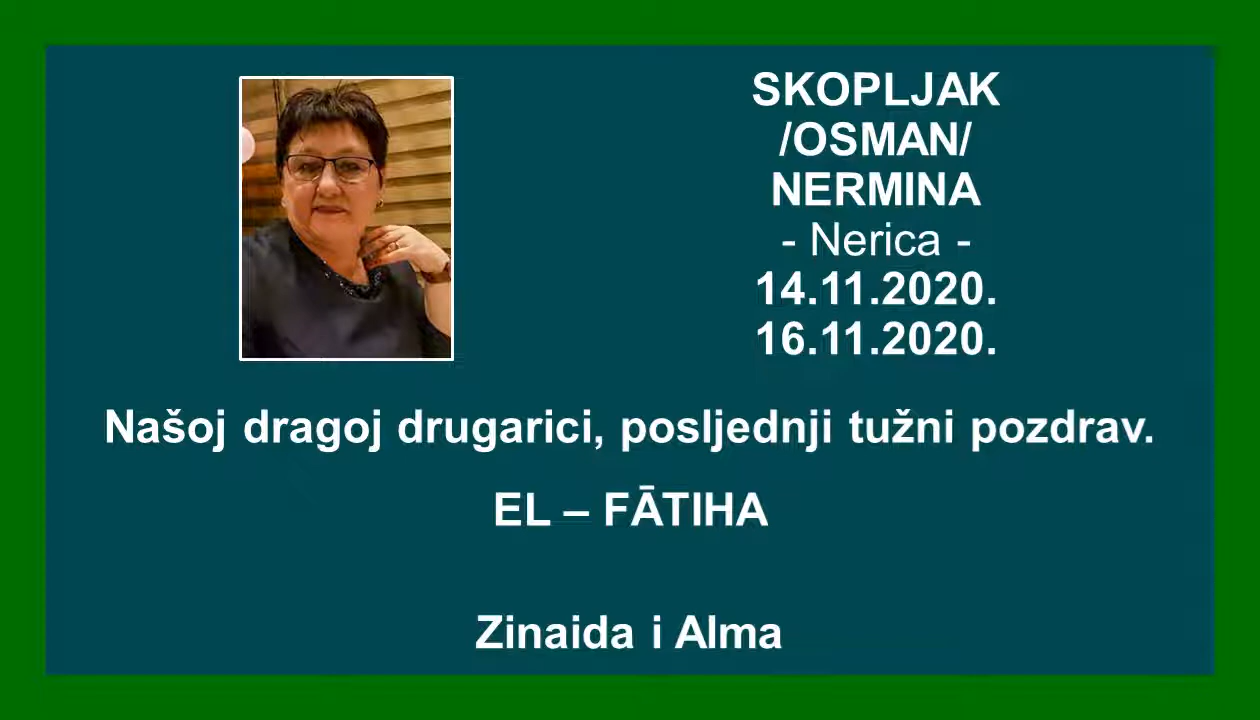 SKOPLJAK
/OSMAN/
NERMINA
- Nerica -
14.11.2020.
16.11.2020.
Našoj dragoj drugarici, posljednji tužni pozdrav.
EL – FĀTIHA
Zinaida i Alma